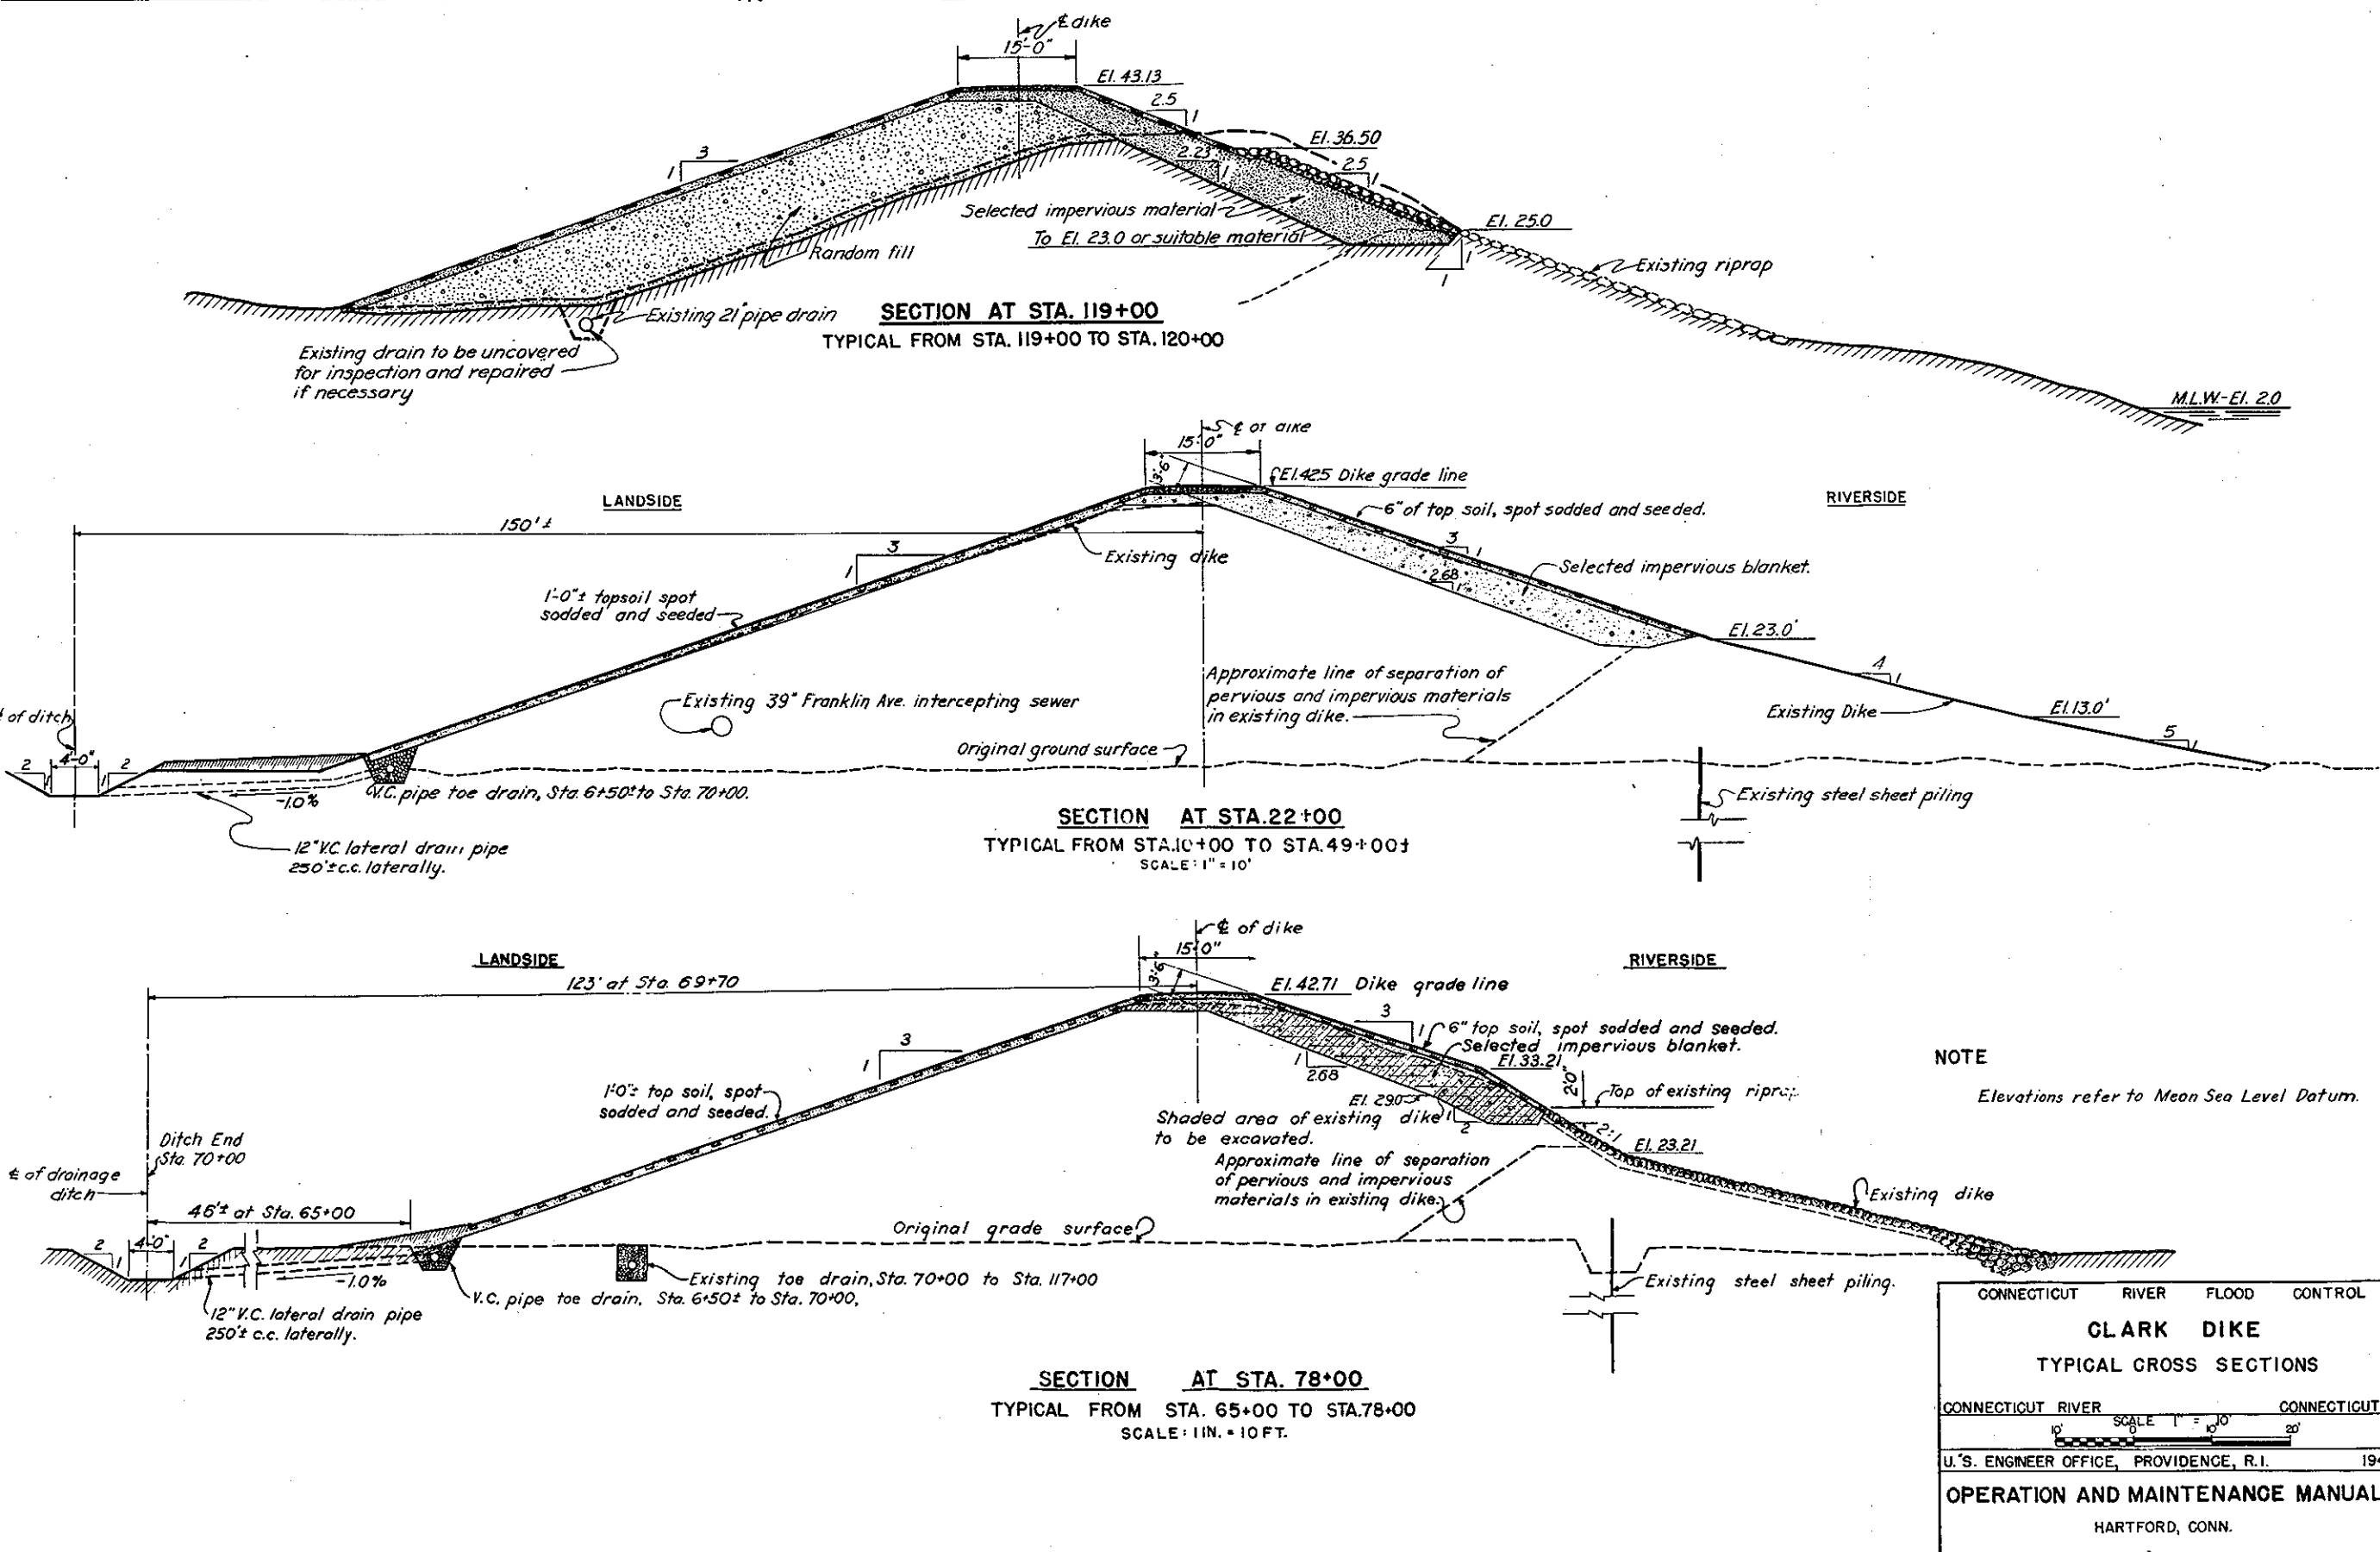 ℄ dike
15'-0"
El. 43.13
2.5
1
El. 36.50
3
1
2.23
1
2.5
1
Selected impervious material
To El. 23.0 or suitable material
El. 25.0
Random fill
Existing riprap
1
1
Existing 21" pipe drain
SECTION AT STA. 119+00
TYPICAL FROM STA. 119+00 TO STA. 120+00
Existing drain to be uncovered
for inspection and repaired
if necessary
M.L.W.-El. 2.0
℄ of dike
15'-0"
3'-6"
El. 42.5 Dike grade line
LANDSIDE
RIVERSIDE
150'±
6" of top soil, spot sodded and seeded.
3
1
Existing dike
3
1
Selected impervious blanket.
2.68
1
1'-0"± topsoil spot
sodded and seeded
El. 23.0'
4
1
Approximate line of separation of
pervious and impervious materials
in existing dike.
Existing 39" Franklin Ave. intercepting sewer
of ditch
Existing Dike
El. 13.0'
5
1
Original ground surface
2
1
4'-0"
2
1
-1.0%
V.C. pipe toe drain, Sta. 6+50± to Sta. 70+00.
Existing steel sheet piling
SECTION AT STA. 22+00
TYPICAL FROM STA. 10+00 TO STA. 49+00±
SCALE: 1" = 10'
12" V.C. lateral drain pipe
250'± c.c. laterally.
℄ of dike
15'-0"
3'-6"
LANDSIDE
RIVERSIDE
123' at Sta. 69+70
El. 42.71 Dike grade line
3
1
6" top soil, spot sodded and seeded.
Selected impervious blanket.
El. 33.21
3
1
1
2.68
2'0"
Top of existing riprap
NOTE
Elevations refer to Mean Sea Level Datum.
1'-0"± top soil, spot
sodded and seeded.
El. 29.0
Shaded area of existing dike
to be excavated.
1
2
2:1
El. 23.21
Approximate line of separation
of pervious and impervious
materials in existing dike.
Ditch End
Sta. 70+00
℄ of drainage
ditch
46'± at Sta. 65+00
Existing dike
Original grade surface
2
1
4'-0"
2
1
-1.0%
Existing toe drain, Sta. 70+00 to Sta. 117+00
V.C. pipe toe drain, Sta. 6+50± to Sta. 70+00,
Existing steel sheet piling.
12" V.C. lateral drain pipe
250'± c.c. laterally.
SECTION AT STA. 78+00
TYPICAL FROM STA. 65+00 TO STA. 78+00
SCALE: 1 IN. = 10 FT.
CONNECTICUT RIVER FLOOD CONTROL
CLARK DIKE
TYPICAL CROSS SECTIONS
CONNECTICUT RIVER CONNECTICUT
SCALE 1" = 10'
10' 0 10' 20'
U.S. ENGINEER OFFICE, PROVIDENCE, R.I. 194
OPERATION AND MAINTENANCE MANUAL
HARTFORD, CONN.